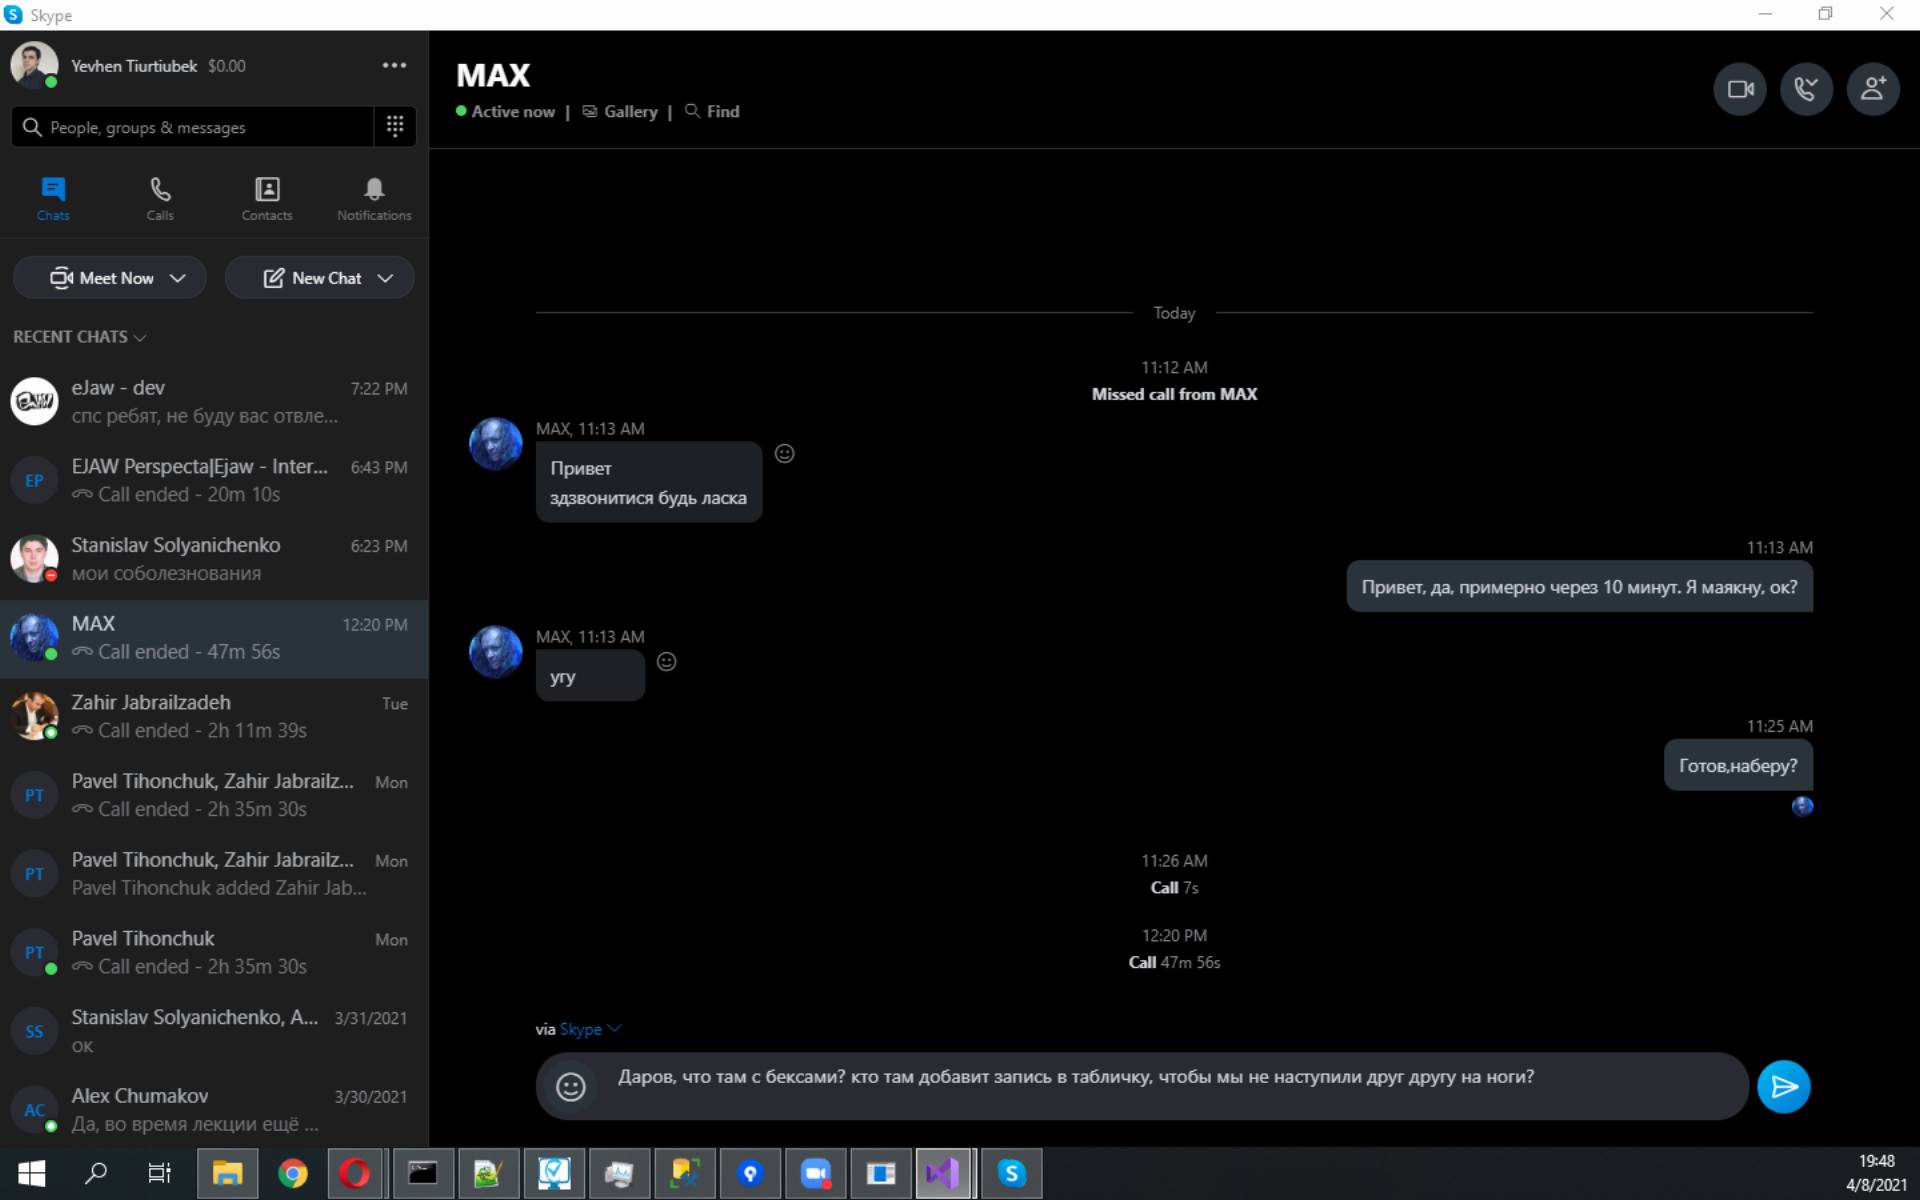 Skype
Yevhen Tiurtiubek $0.00
People, groups & messages
Chats
Calls
Contacts
Notifications
Meet Now
New Chat
RECENT CHATS
eJaw - dev 7:22 PM
спс ребят, не буду вас отвле...
EP
EJAW Perspecta|Ejaw - Inter... 6:43 PM
Call ended - 20m 10s
Stanislav Solyanichenko 6:23 PM
мои соболезнования
MAX 12:20 PM
Call ended - 47m 56s
Zahir Jabrailzadeh Tue
Call ended - 2h 11m 39s
PT
Pavel Tihonchuk, Zahir Jabrailz... Mon
Call ended - 2h 35m 30s
PT
Pavel Tihonchuk, Zahir Jabrailz... Mon
Pavel Tihonchuk added Zahir Jab...
PT
Pavel Tihonchuk Mon
Call ended - 2h 35m 30s
SS
Stanislav Solyanichenko, A... 3/31/2021
ок
AC
Alex Chumakov 3/30/2021
Да, во время лекции ещё ...
MAX
Active now | Gallery | Find
Today
11:12 AM
Missed call from MAX
MAX, 11:13 AM
Привет
здзвонитися будь ласка
11:13 AM
Привет, да, примерно через 10 минут. Я маякну, ок?
MAX, 11:13 AM
угу
11:25 AM
Готов,наберу?
11:26 AM
Call 7s
12:20 PM
Call 47m 56s
via Skype
Даров, что там с бексами? кто там добавит запись в табличку, чтобы мы не наступили друг другу на ноги?
19:48
4/8/2021